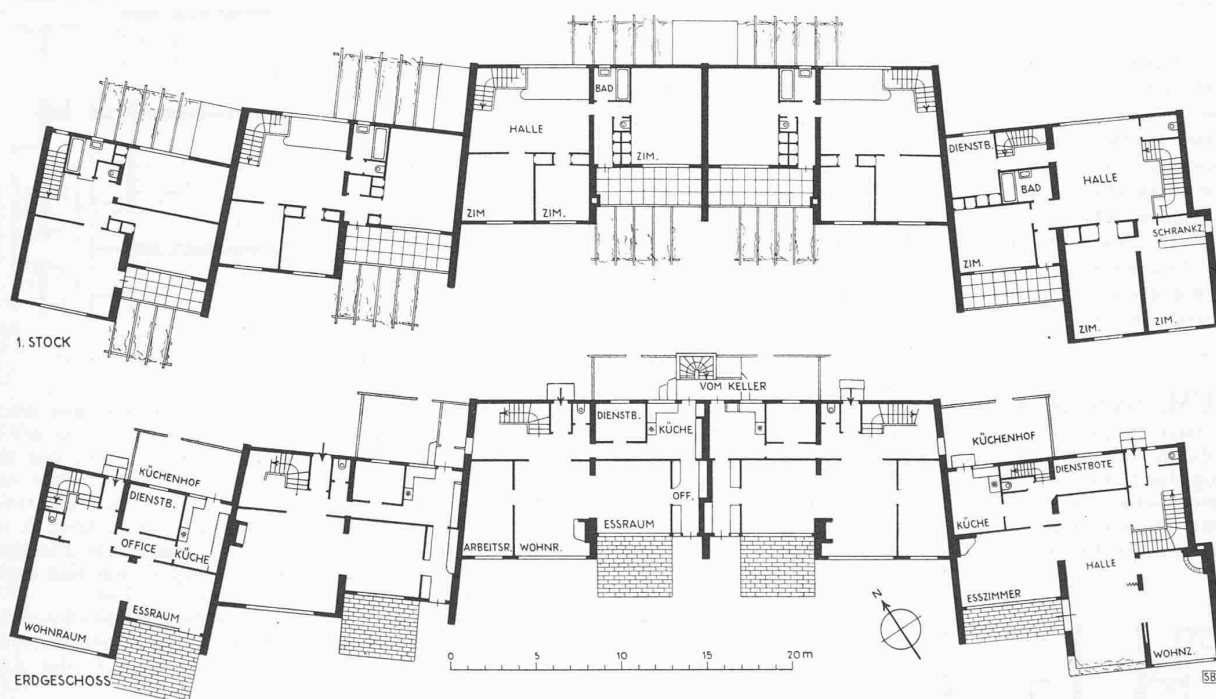 BAD
HALLE
ZIM.
ZIM
ZIM.
DIENSTB.
BAD
HALLE
SCHRANKZ.
ZIM.
ZIM.
ZIM.
1. STOCK
VOM KELLER
DIENSTB.
KÜCHE
KÜCHENHOF
DIENSTB.
OFFICE
KÜCHE
ESSRAUM
WOHNRAUM
ARBEITSR.
WOHNR.
ESSRAUM
OFF.
KÜCHENHOF
DIENSTBOTE
KÜCHE
HALLE
ESSZIMMER
WOHNZ.
N
0 5 10 15 20 m
ERDGESCHOSS
SB